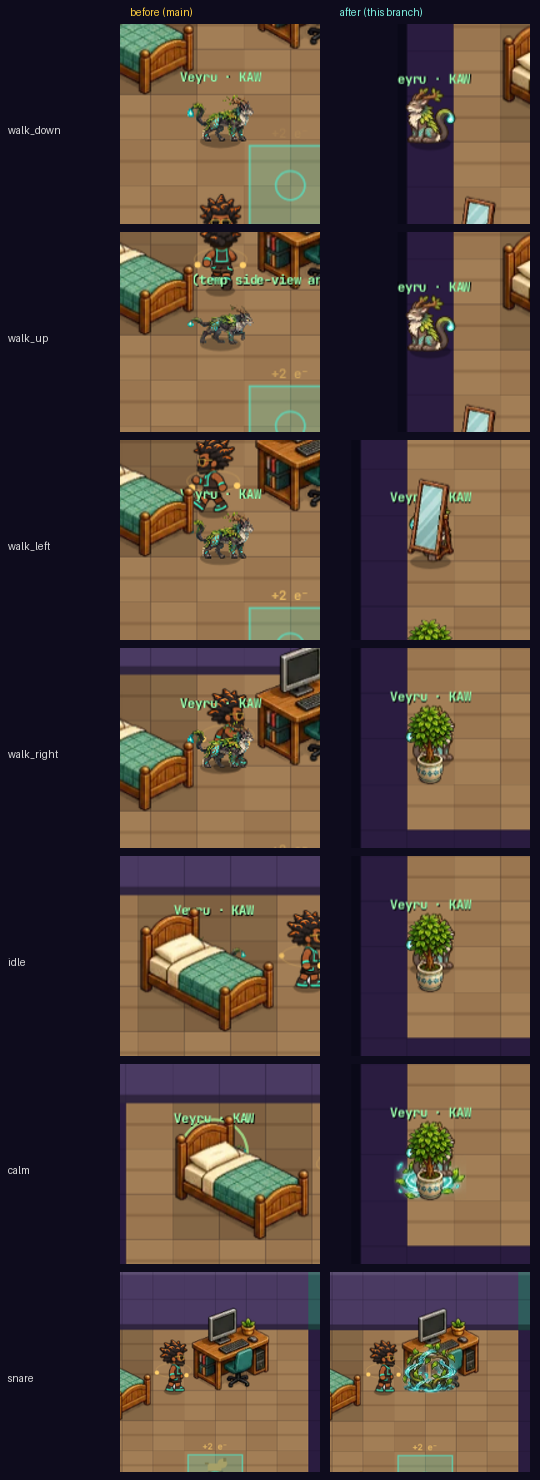 before (main)
after (this branch)
walk_down
Veyru · KAW
+2 e
eyru · KAW
walk_up
(temp side-view ar
+2 e⁻
eyru · KAW
walk_left
yru · KAW
+2 e⁻
Veyr KAW
walk_right
Veyru · KAW
Veyru · KAW
idle
Veyru · KAW
Veyru · KAW
calm
Veyru · KAW
Veyru · KAW
snare
+2 e⁻
+2 e⁻